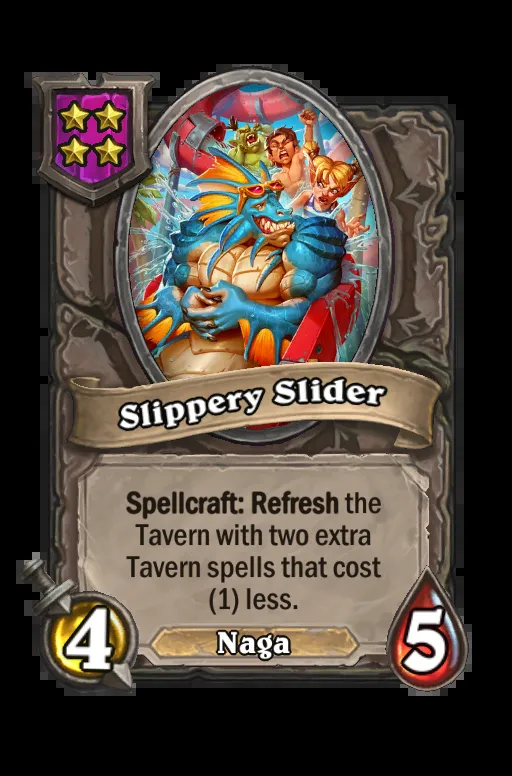 Slippery Slider
Spellcraft: Refresh the
Tavern with two extra
Tavern spells that cost
(1) less.
4
Naga
5